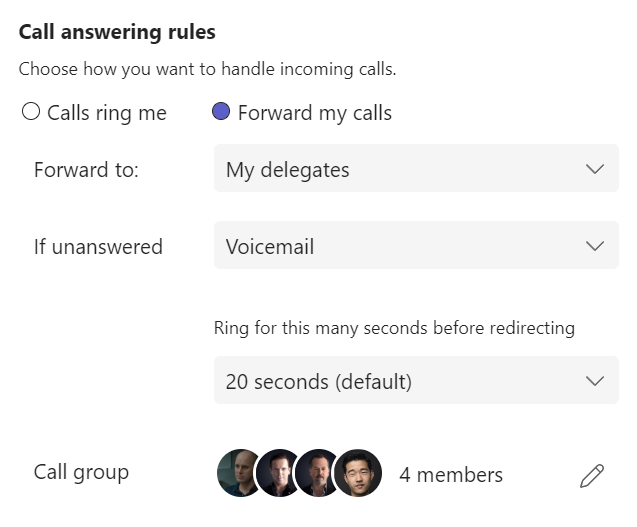 Call answering rules
Choose how you want to handle incoming calls.
Calls ring me Forward my calls
Forward to: My delegates
If unanswered Voicemail
Ring for this many seconds before redirecting
20 seconds (default)
Call group 4 members